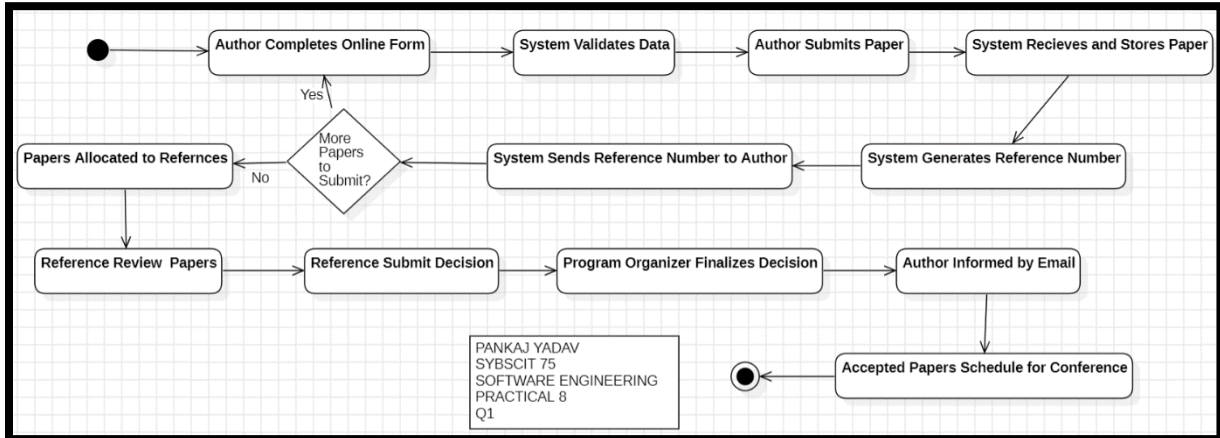 Author Completes Online Form
System Validates Data
Author Submits Paper
System Recieves and Stores Paper
Yes
More
Papers
to
Submit?
Papers Allocated to Refernces
No
System Sends Reference Number to Author
System Generates Reference Number
Reference Review Papers
Reference Submit Decision
Program Organizer Finalizes Decision
Author Informed by Email
PANKAJ YADAV
SYBSCIT 75
SOFTWARE ENGINEERING
PRACTICAL 8
Q1
Accepted Papers Schedule for Conference